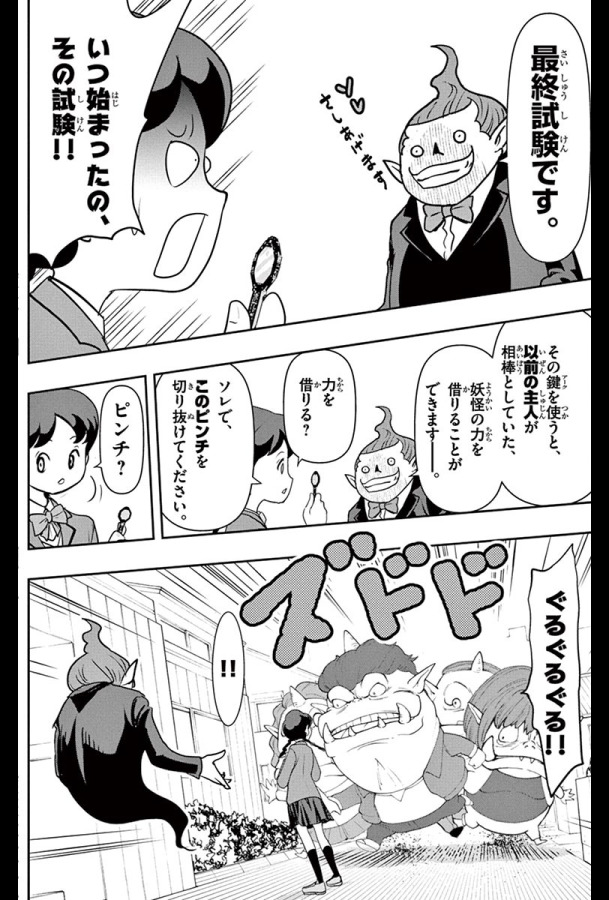 最終試験です。
さしあげます
いつ始まったの、
その試験!!
その鍵を使うと、
以前の主人が
相棒としていた、
妖怪の力を
借りることが
できます━━。
力を
借りる?
ソレで、
このピンチを
切り抜けてください。
ピンチ?
ぐるぐるぐる!!
ズドドド
!!